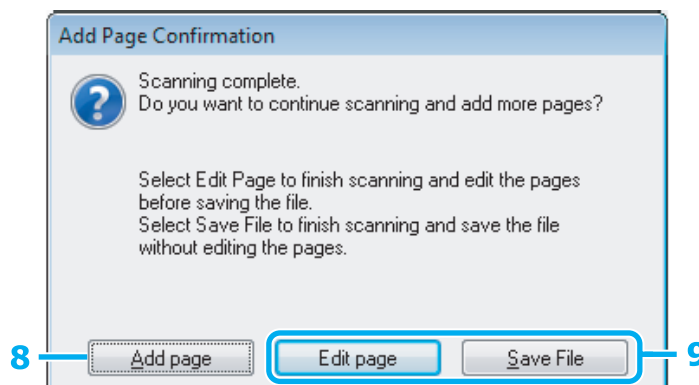 Add Page Confirmation
Scanning complete.
Do you want to continue scanning and add more pages?
Select Edit Page to finish scanning and edit the pages
before saving the file.
Select Save File to finish scanning and save the file
without editing the pages.
8 Add page Edit page Save File 9